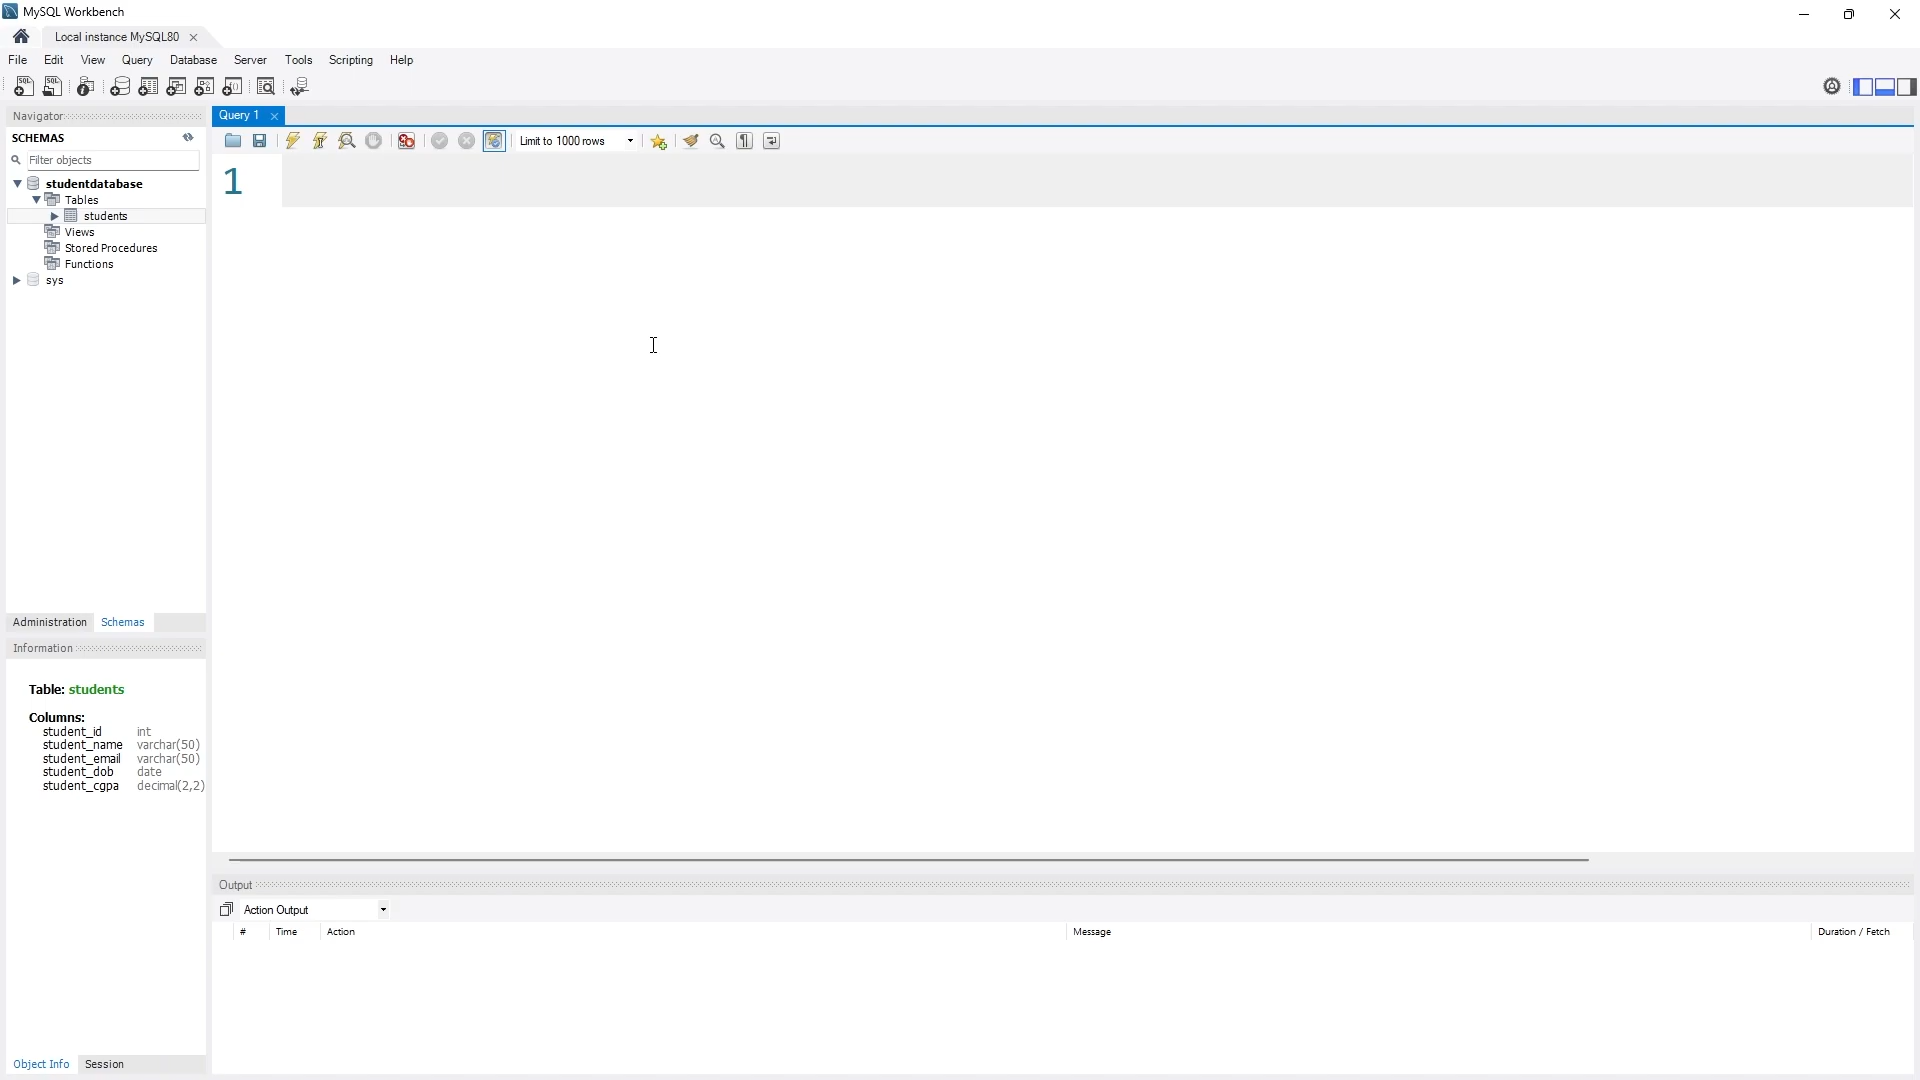 MySQL Workbench
Local instance MySQL80
File Edit View Query Database Server Tools Scripting Help
Navigator
SCHEMAS
Filter objects
studentdatabase
Tables
students
Views
Stored Procedures
Functions
sys
Administration Schemas
Information
Table: students
Columns:
student_id int
student_name varchar(50)
student_email varchar(50)
student_dob date
student_cgpa decimal(2,2)
Object Info Session
Query 1
Limit to 1000 rows
1
Output
Action Output
# Time Action Message Duration / Fetch